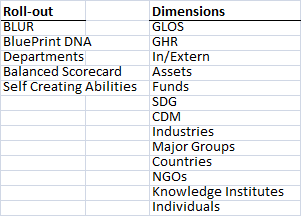 Roll-out Dimensions
BLUR GLOS
BluePrint DNA GHR
Departments In/Extern
Balanced Scorecard Assets
Self Creating Abilities Funds
SDG
CDM
Industries
Major Groups
Countries
NGOs
Knowledge Institutes
Individuals